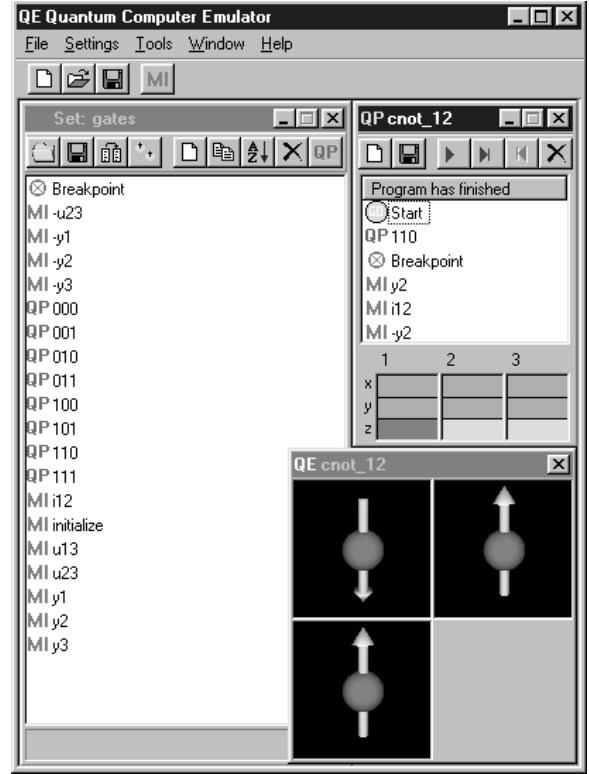 QE Quantum Computer Emulator
File Settings Tools Window Help
MI
Set: gates
QP
Breakpoint
MI -u23
MI -y1
MI -y2
MI -y3
QP 000
QP 001
QP 010
QP 011
QP 100
QP 101
QP 110
QP 111
MI i12
MI initialize
MI u13
MI u23
MI y1
MI y2
MI y3
QP cnot_12
Program has finished
GO Start
QP 110
Breakpoint
MI y2
MI i12
MI -y2
1 2 3
x
y
z
QE cnot_12